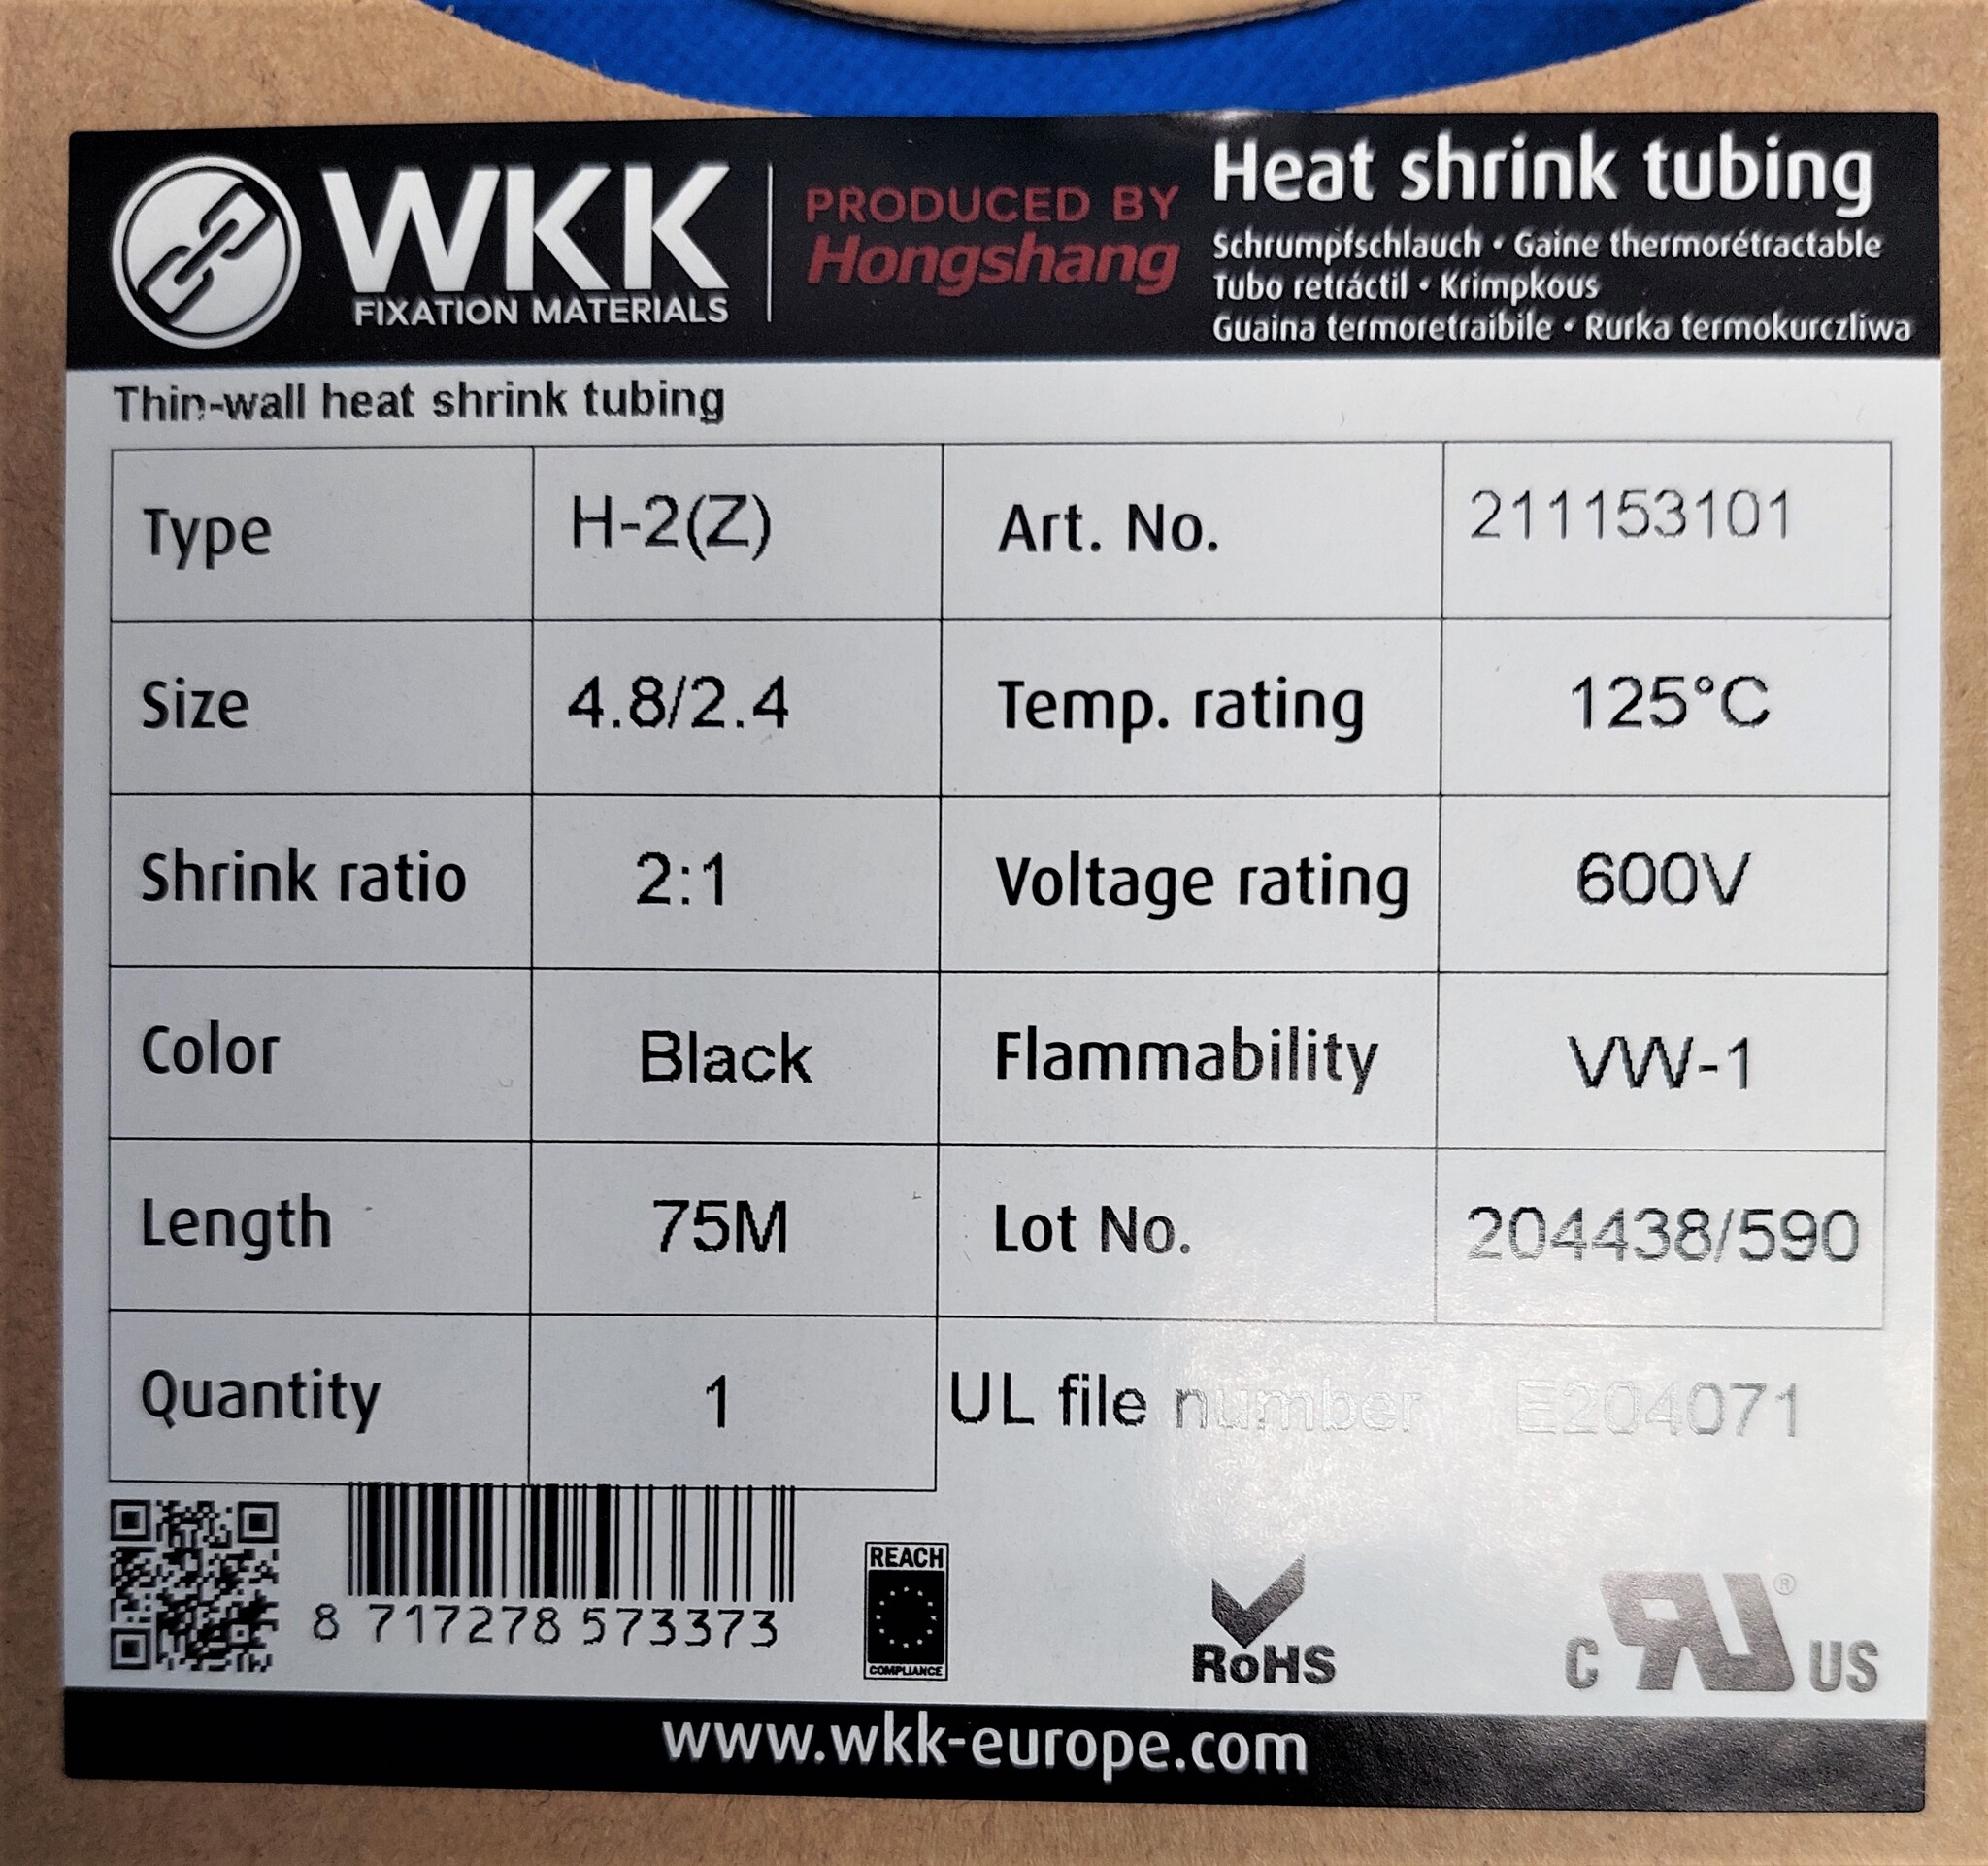 WKK
FIXATION MATERIALS
PRODUCED BY
Hongshang
Heat shrink tubing
Schrumpfschlauch • Gaine thermorétractable
Tubo retráctil • Krimpkous
Guaina termoretraibile • Rurka termokurczliwa
Thin-wall heat shrink tubing
Type H-2(Z) Art. No. 211153101
Size 4.8/2.4 Temp. rating 125°C
Shrink ratio 2:1 Voltage rating 600V
Color Black Flammability VW-1
Length 75M Lot No. 204438/590
Quantity 1 UL file number E204071
8 717278 573373
REACH
COMPLIANCE
RoHS
C RU ® US
www.wkk-europe.com